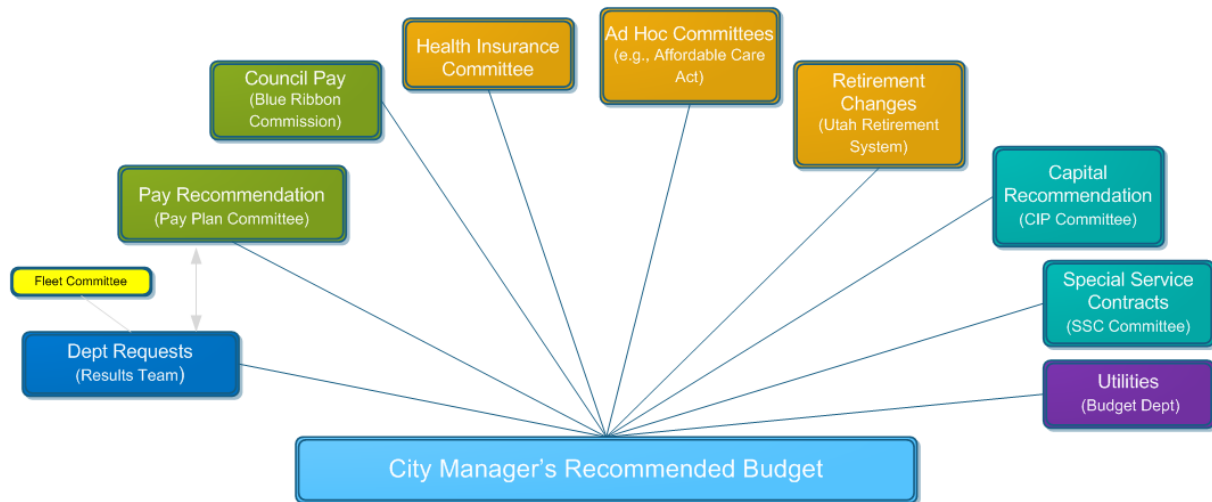 Ad Hoc Committees
(e.g., Affordable Care
Act)
Health Insurance
Committee
Council Pay
(Blue Ribbon
Commission)
Retirement
Changes
(Utah Retirement
System)
Capital
Recommendation
(CIP Committee)
Pay Recommendation
(Pay Plan Committee)
Fleet Committee
Special Service
Contracts
(SSC Committee)
Dept Requests
(Results Team)
Utilities
(Budget Dept)
City Manager's Recommended Budget